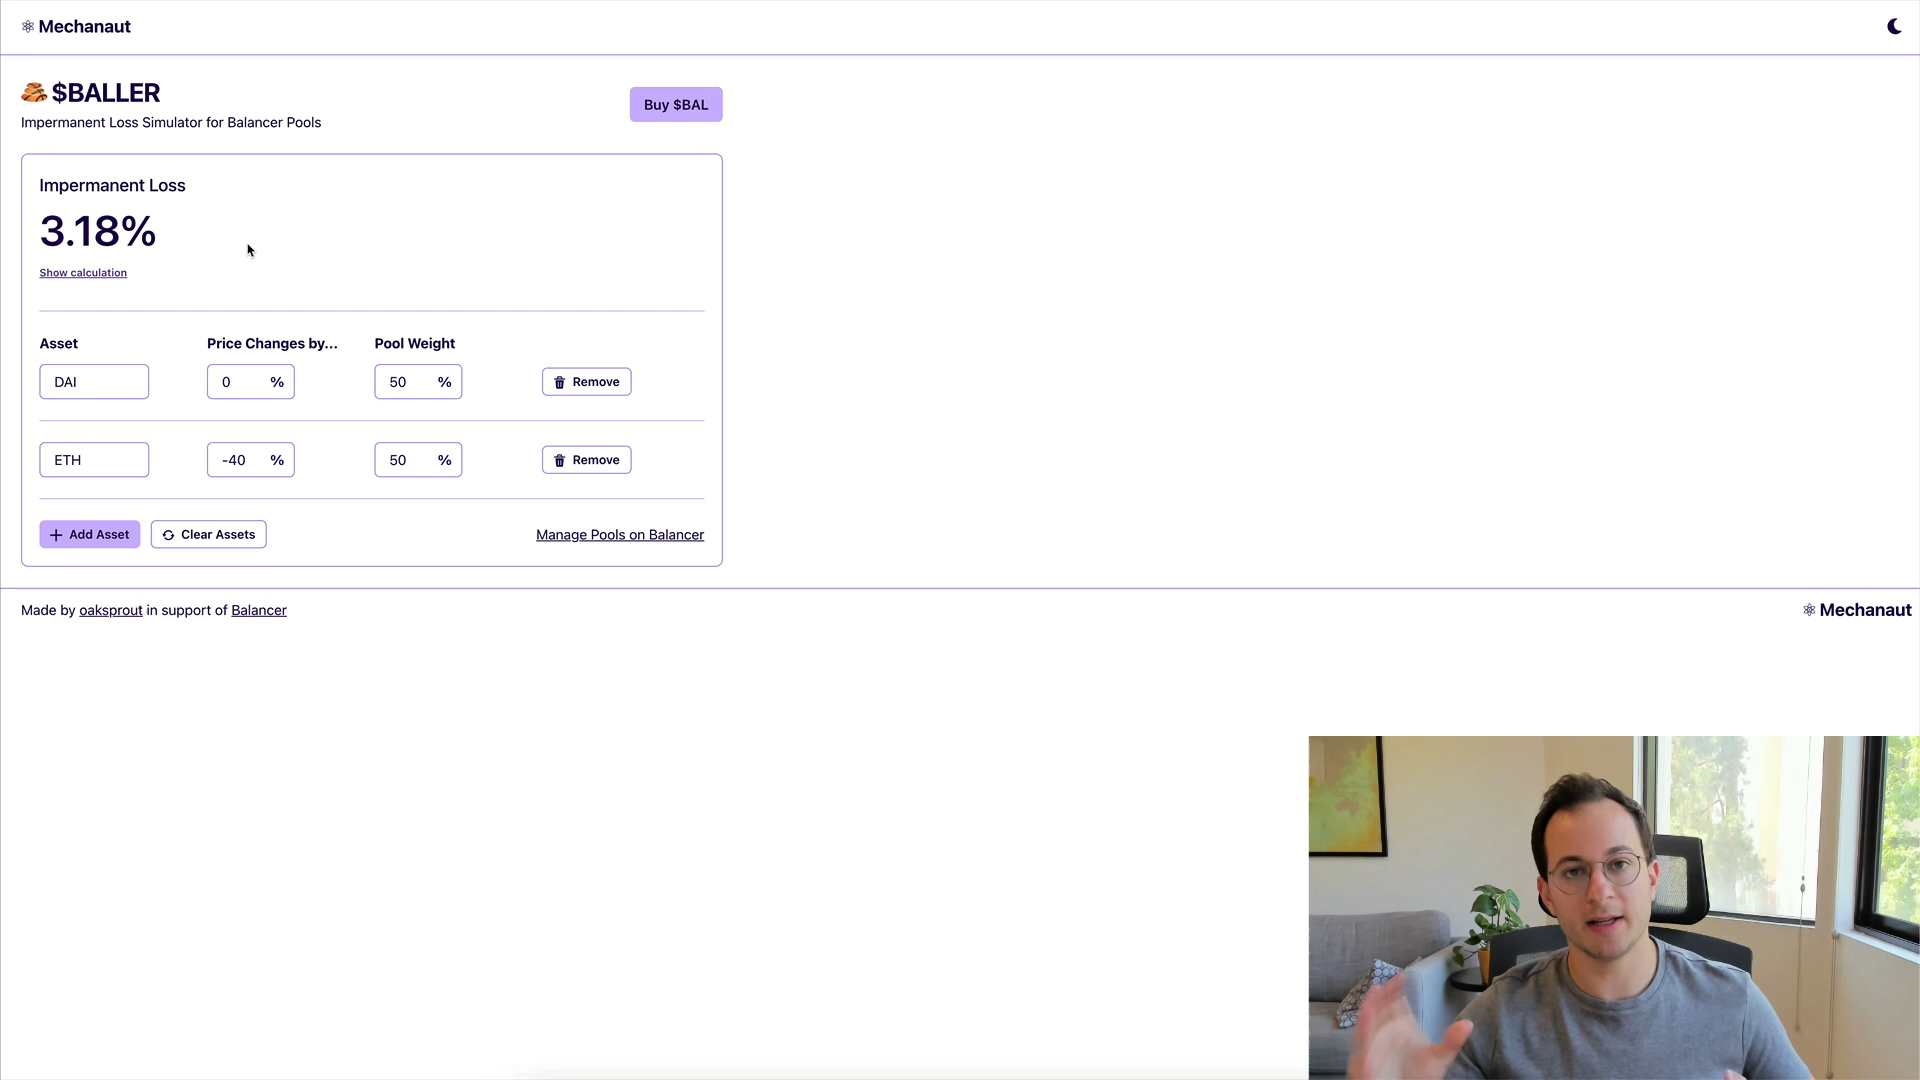 Mechanaut
$BALLER
Impermanent Loss Simulator for Balancer Pools
Buy $BAL
Impermanent Loss
3.18%
Show calculation
Asset Price Changes by... Pool Weight
DAI 0 % 50 % Remove
ETH -40 % 50 % Remove
+ Add Asset Clear Assets Manage Pools on Balancer
Made by oaksprout in support of Balancer
Mechanaut